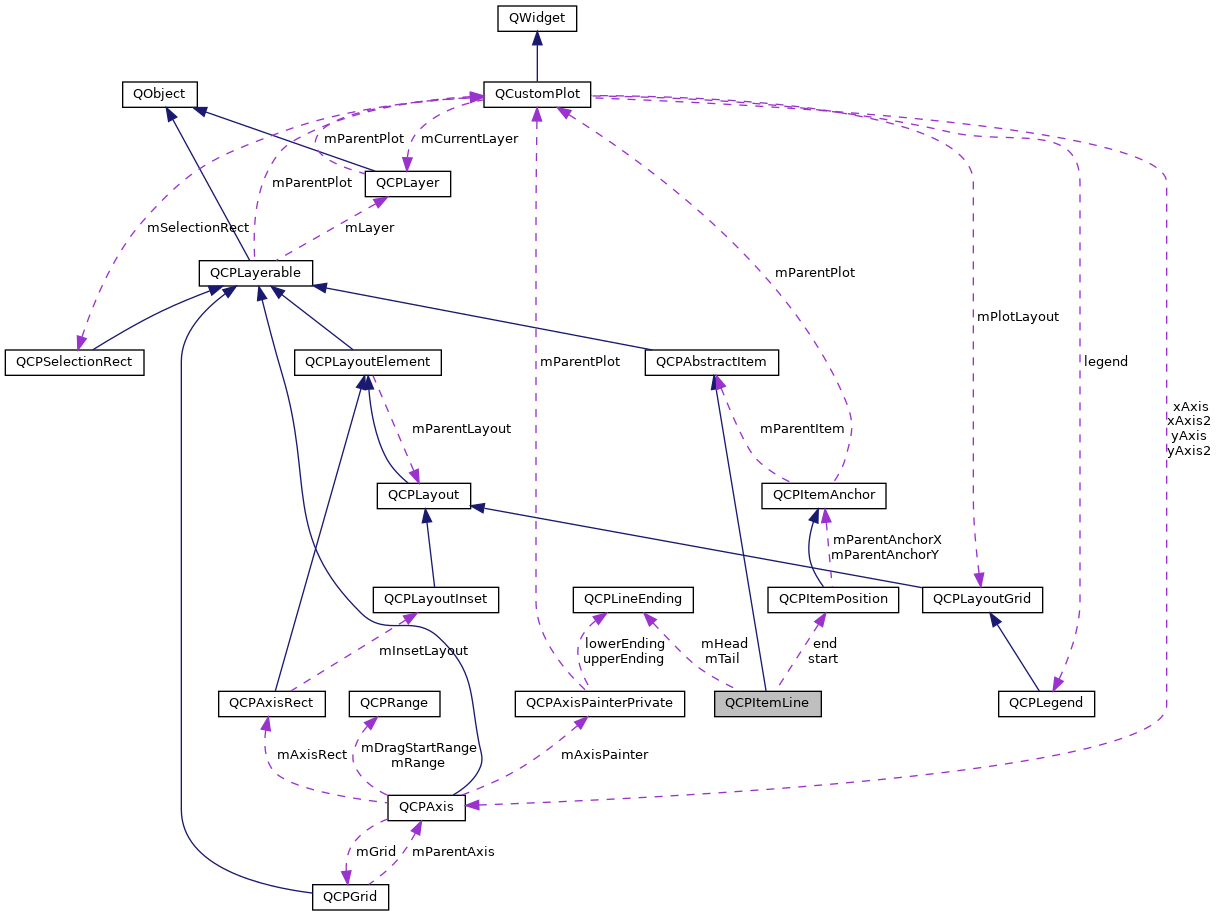 QWidget
QObject
QCustomPlot
mParentPlot
mCurrentLayer
QCPLayer
mParentPlot
mSelectionRect
mLayer
QCPLayerable
mParentPlot
mPlotLayout
QCPSelectionRect
QCPLayoutElement
mParentPlot
QCPAbstractItem
legend
xAxis
xAxis2
yAxis
yAxis2
mParentLayout
mParentItem
QCPLayout
QCPItemAnchor
mParentAnchorX
mParentAnchorY
QCPLayoutInset
QCPLineEnding
QCPItemPosition
QCPLayoutGrid
mInsetLayout
lowerEnding
upperEnding
mHead
mTail
end
start
QCPAxisRect
QCPRange
QCPAxisPainterPrivate
QCPItemLine
QCPLegend
mAxisRect
mDragStartRange
mRange
mAxisPainter
QCPAxis
mGrid
mParentAxis
QCPGrid